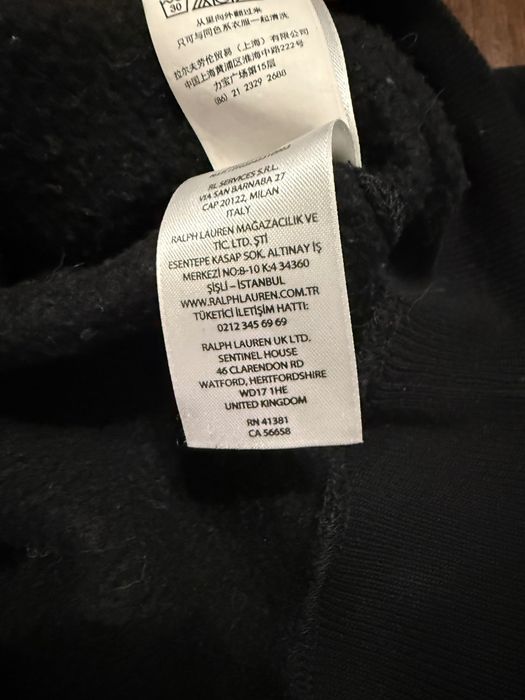 30
从里向外翻过来
只可与同色系衣服一起清洗
拉尔夫劳伦贸易（上海）有限公司
中国上海黄浦区淮海中路222号
力宝广场第15层
(86) 21 2329 2688
RL SERVICES S.R.L.
VIA SAN BARNABA 27
CAP 20122, MILAN
ITALY
RALPH LAUREN MAĞAZACILIK VE
TİC. LTD. ŞTİ
ESENTEPE KASAP SOK. ALTINAY İŞ
MERKEZİ NO:8-10 K:4 34360
ŞİŞLİ – İSTANBUL
WWW.RALPHLAUREN.COM.TR
TÜKETİCİ İLETİŞİM HATTI:
0212 345 69 69
RALPH LAUREN UK LTD.
SENTINEL HOUSE
46 CLARENDON RD
WATFORD, HERTFORDSHIRE
WD17 1HE
UNITED KINGDOM
RN 41381
CA 56658